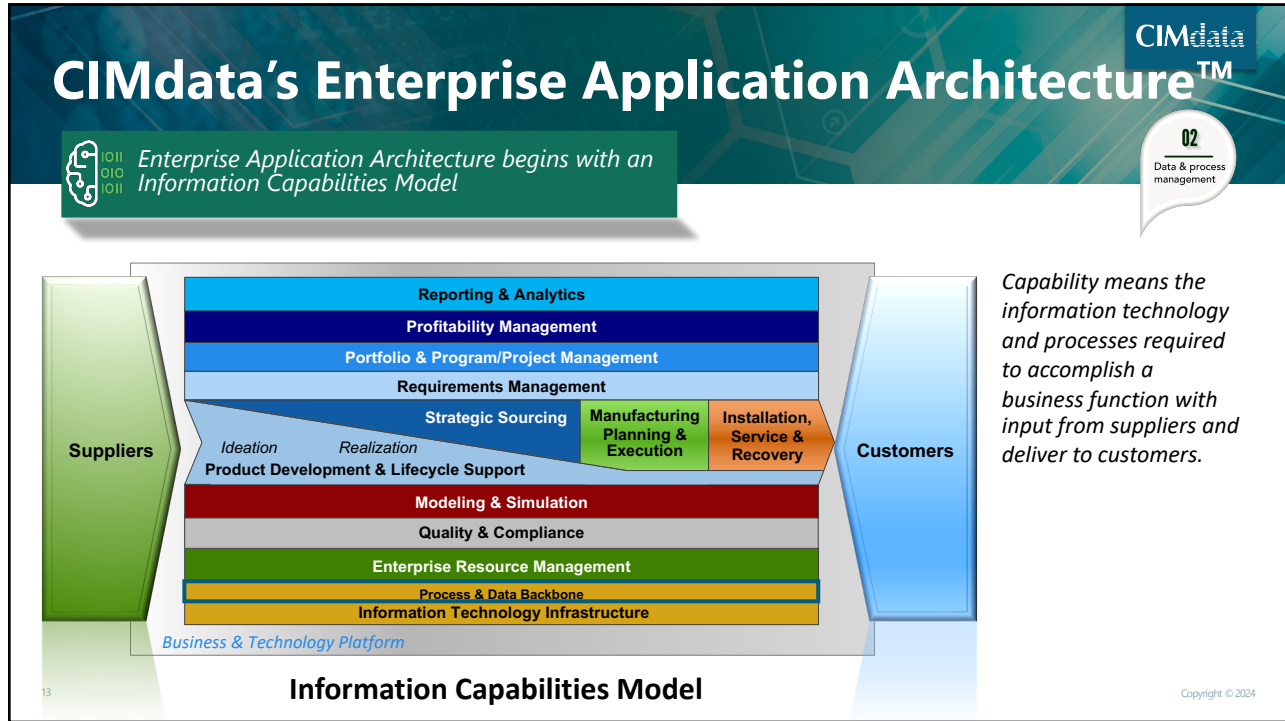 CIMdata
CIMdata's Enterprise Application Architecture™
1011
010
1011
Enterprise Application Architecture begins with an
Information Capabilities Model
02
Data & process
management
Suppliers
Reporting & Analytics
Profitability Management
Portfolio & Program/Project Management
Requirements Management
Strategic Sourcing
Ideation
Realization
Product Development & Lifecycle Support
Manufacturing
Planning &
Execution
Installation,
Service &
Recovery
Modeling & Simulation
Quality & Compliance
Enterprise Resource Management
Process & Data Backbone
Information Technology Infrastructure
Business & Technology Platform
Customers
Capability means the
information technology
and processes required
to accomplish a
business function with
input from suppliers and
deliver to customers.
13
Information Capabilities Model
Copyright © 2024